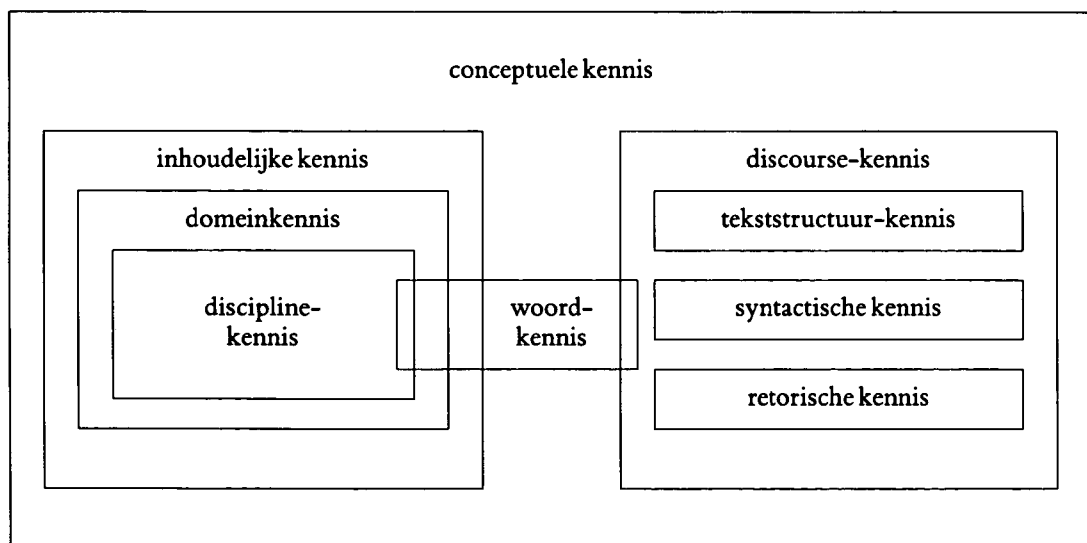 conceptuele kennis
inhoudelijke kennis
domeinkennis
discipline-
kennis
woord-
kennis
discourse-kennis
tekststructuur-kennis
syntactische kennis
retorische kennis